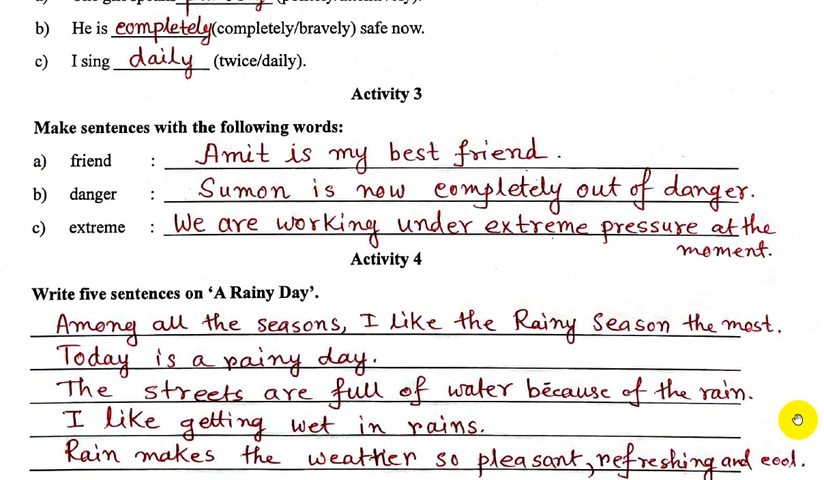 b) He is completely (completely/bravely) safe now.
c) I sing daily (twice/daily).
Activity 3
Make sentences with the following words:
a) friend : Amit is my best friend.
b) danger : Sumon is now completely out of danger.
c) extreme : We are working under extreme pressure at the
moment.
Activity 4
Write five sentences on ‘A Rainy Day’.
Among all the seasons, I like the Rainy Season the most.
Today is a rainy day.
The streets are full of water because of the rain.
I like getting wet in rains.
Rain makes the weather so pleasant, refreshing and cool.